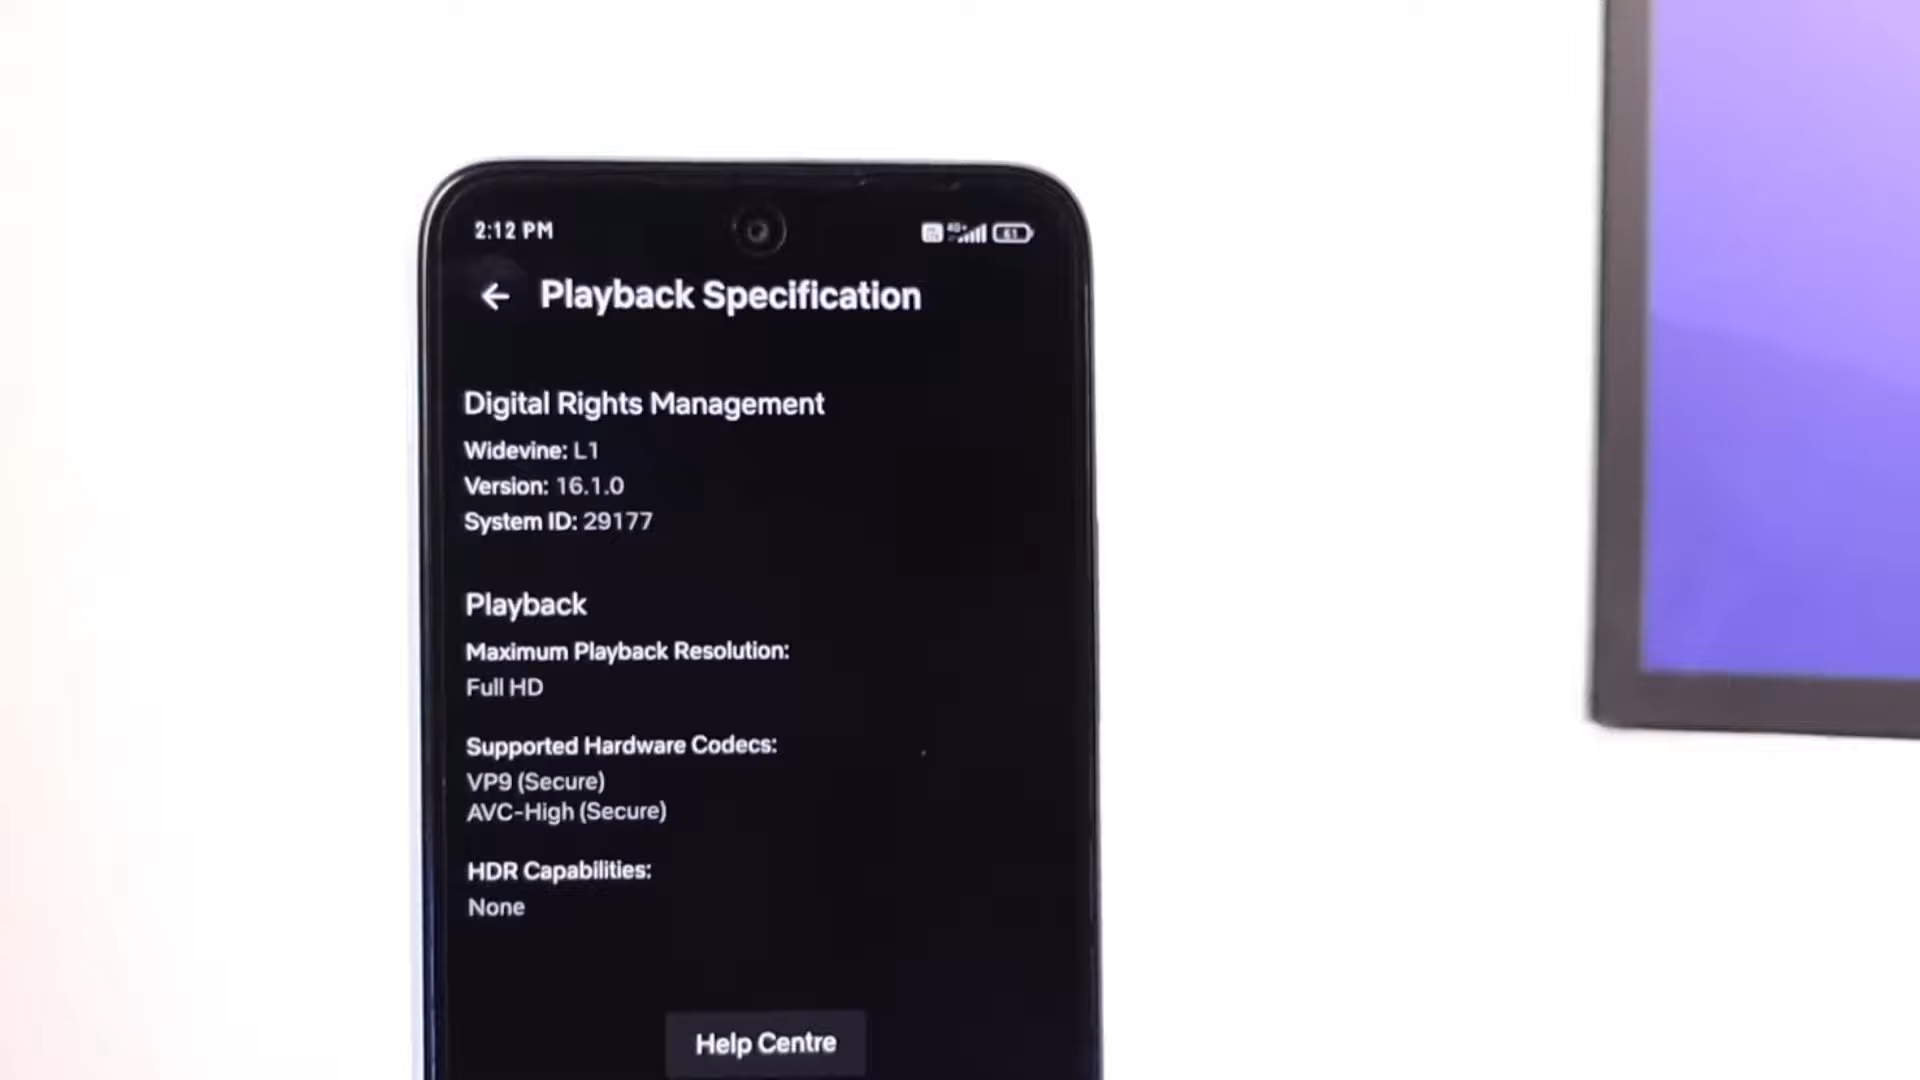 2:12 PM
61
Playback Specification
Digital Rights Management
Widevine: L1
Version: 16.1.0
System ID: 29177
Playback
Maximum Playback Resolution:
Full HD
Supported Hardware Codecs:
VP9 (Secure)
AVC-High (Secure)
HDR Capabilities:
None
Help Centre